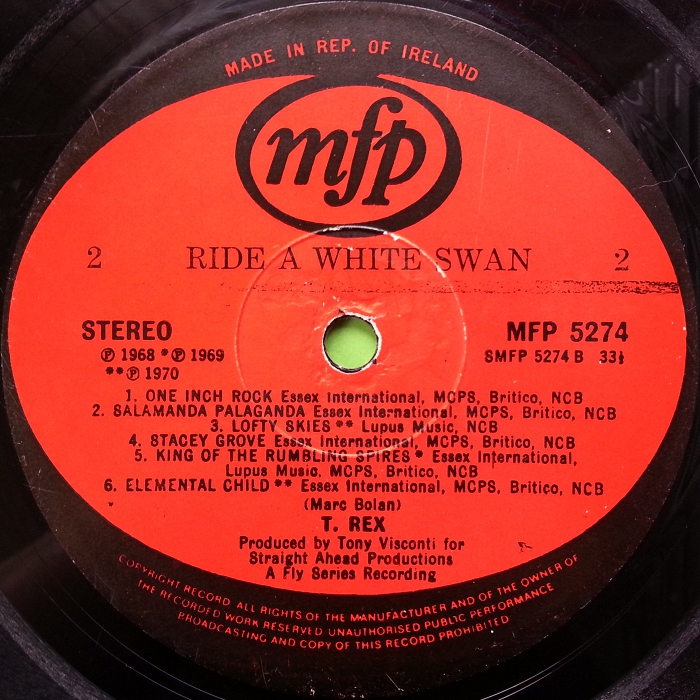 MADE IN REP. OF IRELAND
mfp
2 RIDE A WHITE SWAN 2
STEREO MFP 5274
℗ 1968 * ℗ 1969 SMFP 5274 B 33⅓
** ℗ 1970
1. ONE INCH ROCK Essex International, MCPS, Britico, NCB
2. SALAMANDA PALAGANDA Essex International, MCPS, Britico, NCB
3. LOFTY SKIES ** Lupus Music, NCB
4. STACEY GROVE Essex International, MCPS, Britico, NCB
5. KING OF THE RUMBLING SPIRES * Essex International,
Lupus Music, MCPS, Britico, NCB
6. ELEMENTAL CHILD ** Essex International, MCPS, Britico, NCB
(Marc Bolan)
T. REX
Produced by Tony Visconti for
Straight Ahead Productions
A Fly Series Recording
COPYRIGHT RECORD ALL RIGHTS OF THE MANUFACTURER AND OF THE OWNER OF
THE RECORDED WORK RESERVED UNAUTHORISED PUBLIC PERFORMANCE
BROADCASTING AND COPY OF THIS RECORD PROHIBITED